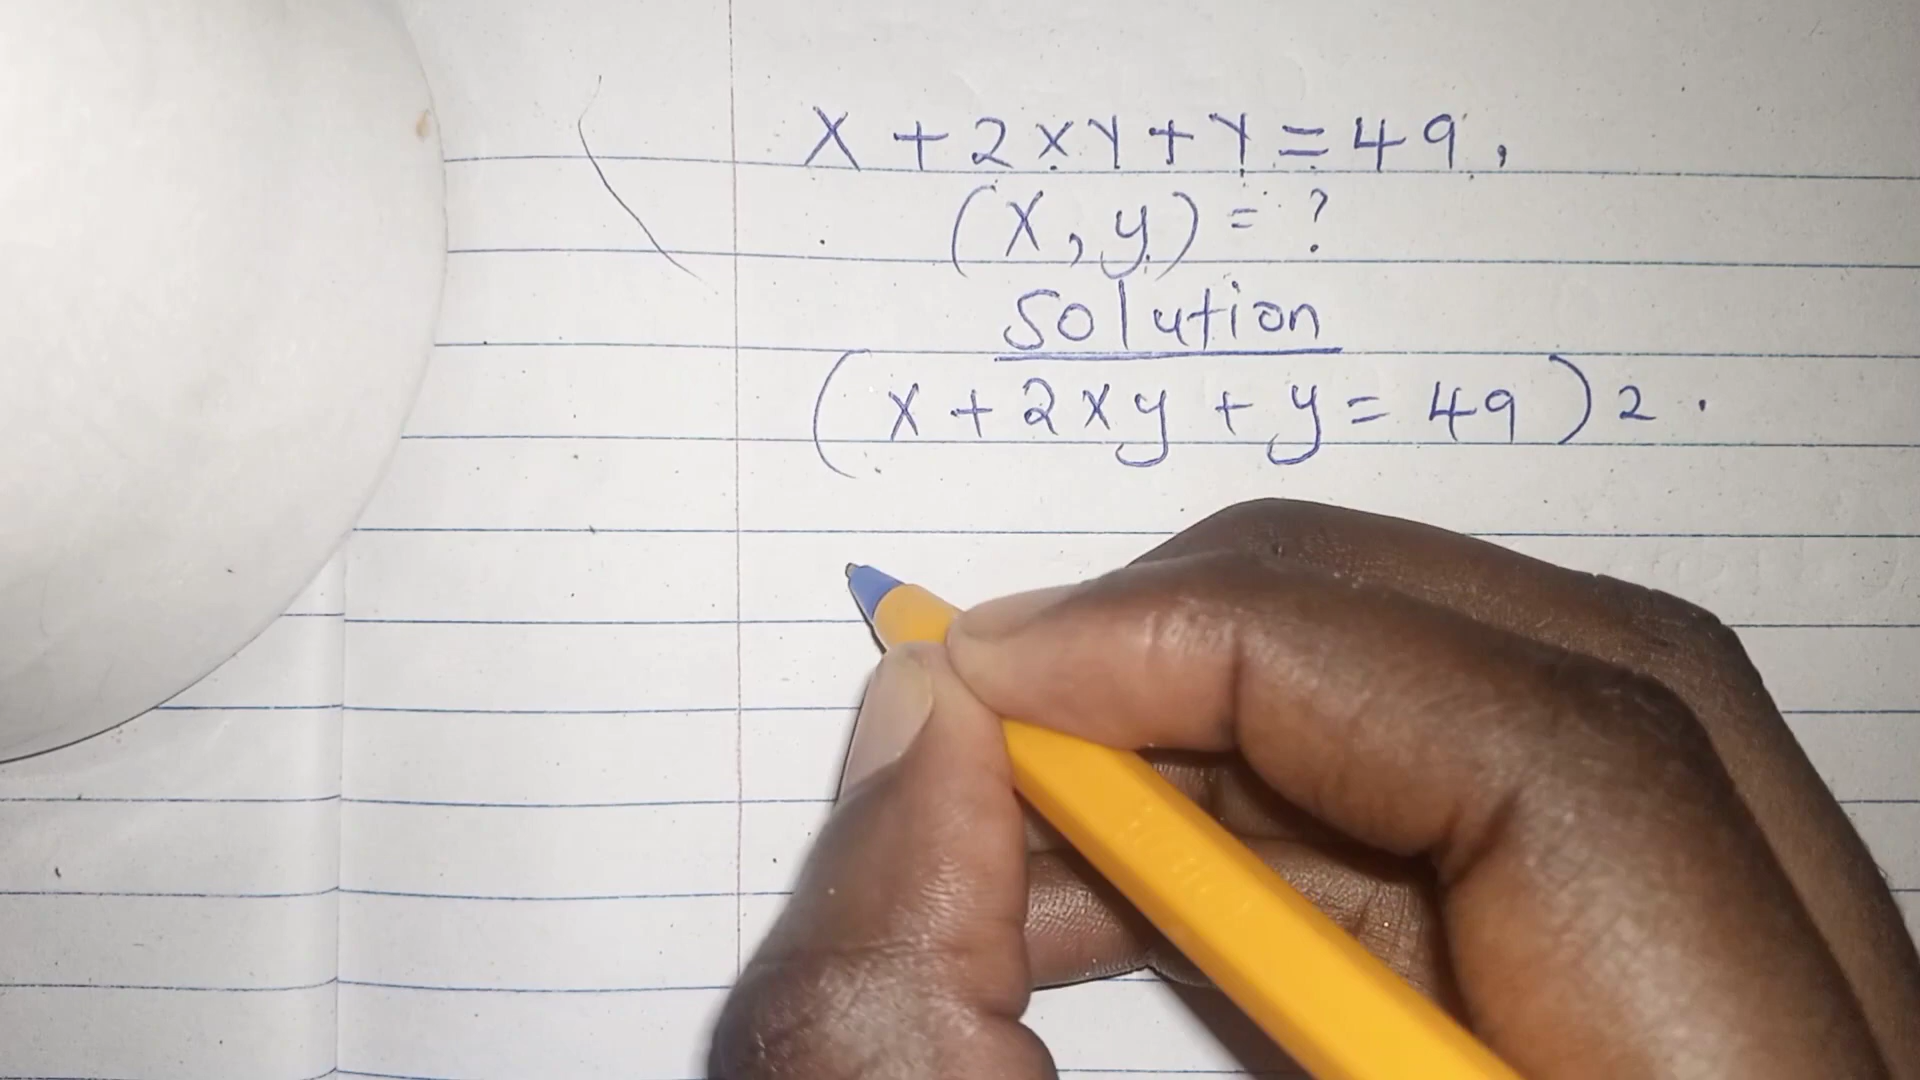 X + 2xy + y = 49,
(x, y) = ?
Solution
(x + 2xy + y = 49) 2.